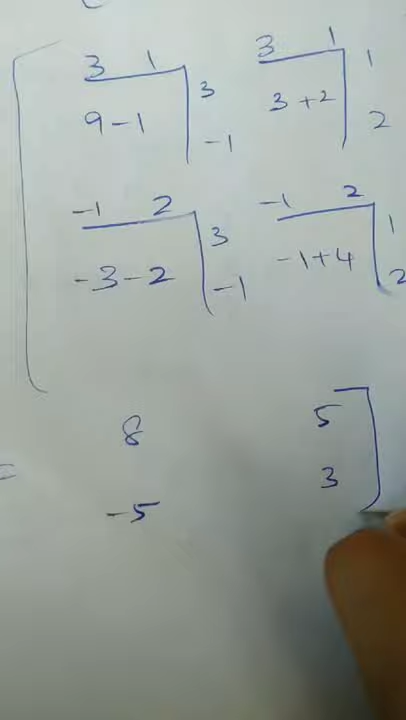 3 1 3 1 1
3
9-1 3+2
-1 2
-1 2 -1 2
3 1
-3-2 -1+4
-1 2
8 5
= -5 3